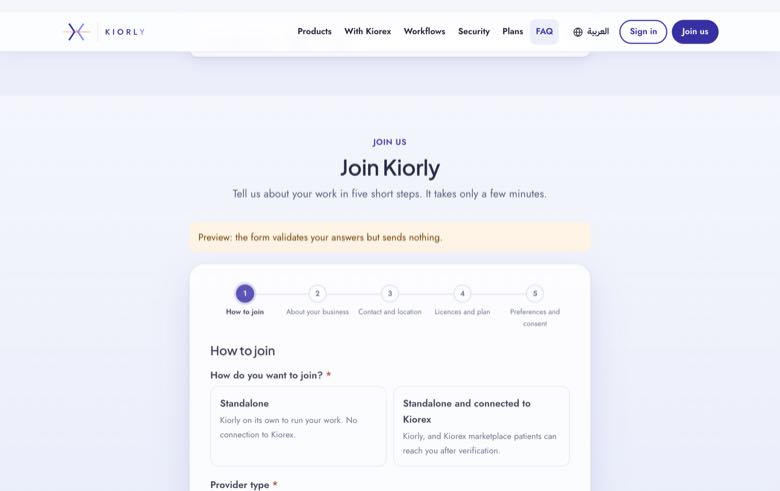 KIORLY
Products
With Kiorex
Workflows
Security
Plans
FAQ
العربية
Sign in
Join us
JOIN US
Join Kiorly
Tell us about your work in five short steps. It takes only a few minutes.
Preview: the form validates your answers but sends nothing.
1
2
3
4
5
How to join
About your business
Contact and location
Licences and plan
Preferences and
consent
How to join
How do you want to join? *
Standalone
Kiorly on its own to run your work. No
connection to Kiorex.
Standalone and connected to
Kiorex
Kiorly, and Kiorex marketplace patients can
reach you after verification.
Provider type *